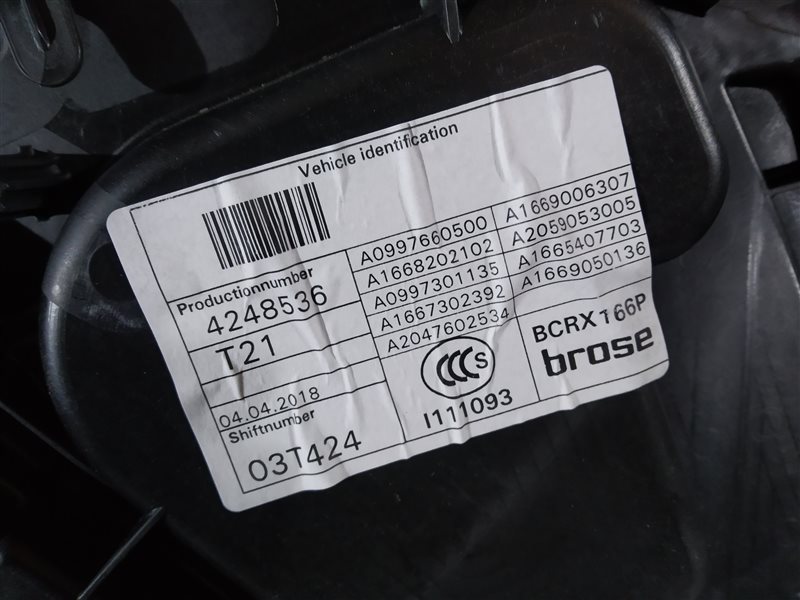 Vehicle identification
Productionnumber
4248536
T21
04.04.2018
Shiftnumber
03T424
A0997660500
A1668202102
A0997301135
A1667302392
A2047602534
A1669006307
A2059053005
A1665407703
A1669050136
CCC S
I111093
BCRX166P
brose